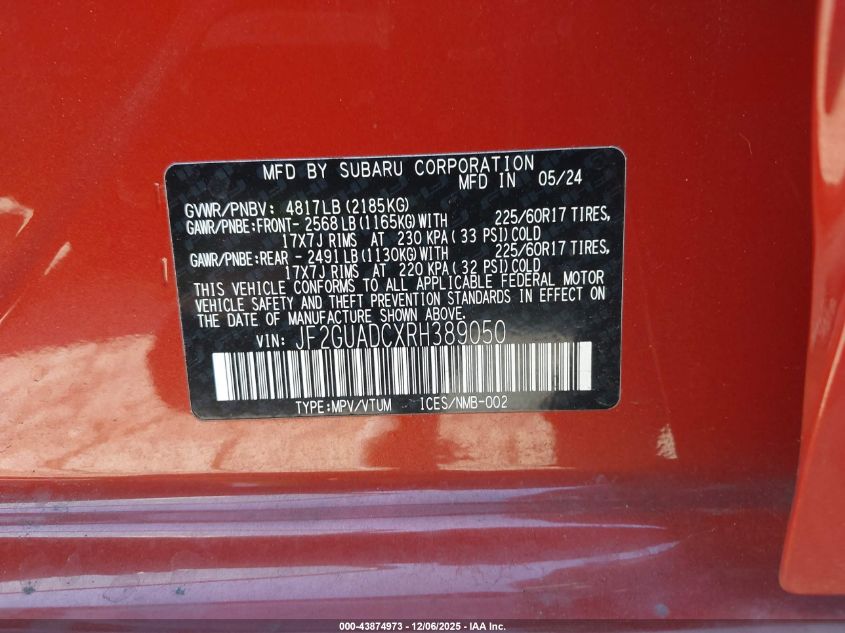 MFD BY SUBARU CORPORATION
MFD IN 05/24
GVWR/PNBV: 4817LB (2185KG)
GAWR/PNBE:FRONT- 2568LB (1165KG)WITH 225/60R17 TIRES,
17X7J RIMS AT 230 KPA ( 33 PSI)COLD
GAWR/PNBE:REAR - 2491LB (1130KG)WITH 225/60R17 TIRES,
17X7J RIMS AT 220 KPA ( 32 PSI)COLD
THIS VEHICLE CONFORMS TO ALL APPLICABLE FEDERAL MOTOR
VEHICLE SAFETY AND THEFT PREVENTION STANDARDS IN EFFECT ON
THE DATE OF MANUFACTURE SHOWN ABOVE.
VIN: JF2GUADCXRH389050
TYPE:MPV/VTUM ICES/NMB-002
000-43874973 - 12/06/2025 - IAA Inc.